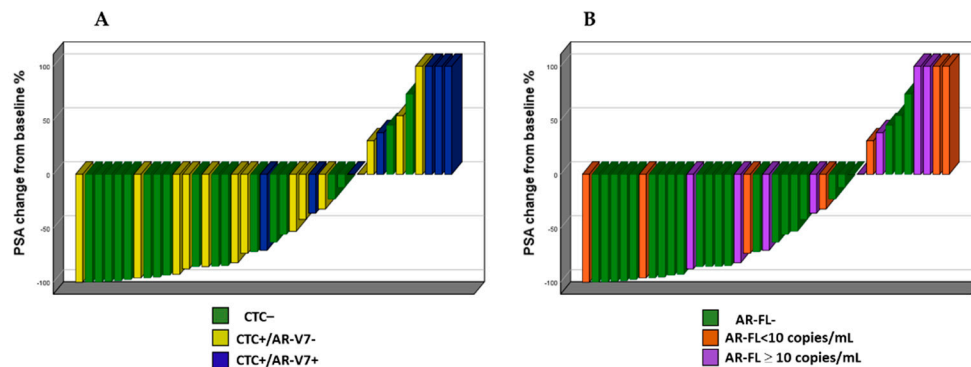 A
PSA change from baseline %
100
50
0
-50
-100
CTC–
CTC+/AR-V7-
CTC+/AR-V7+
B
PSA change from baseline %
100
50
0
-50
-100
AR-FL-
AR-FL<10 copies/mL
AR-FL ≥ 10 copies/mL